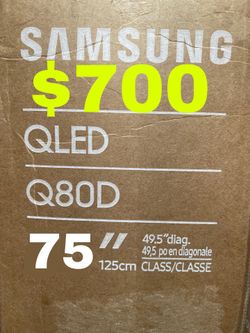 SAMSUNG
$700
QLED
Q80D
75″ 49.5″diag.
49,5 po en diagonale
125cm CLASS/CLASSE